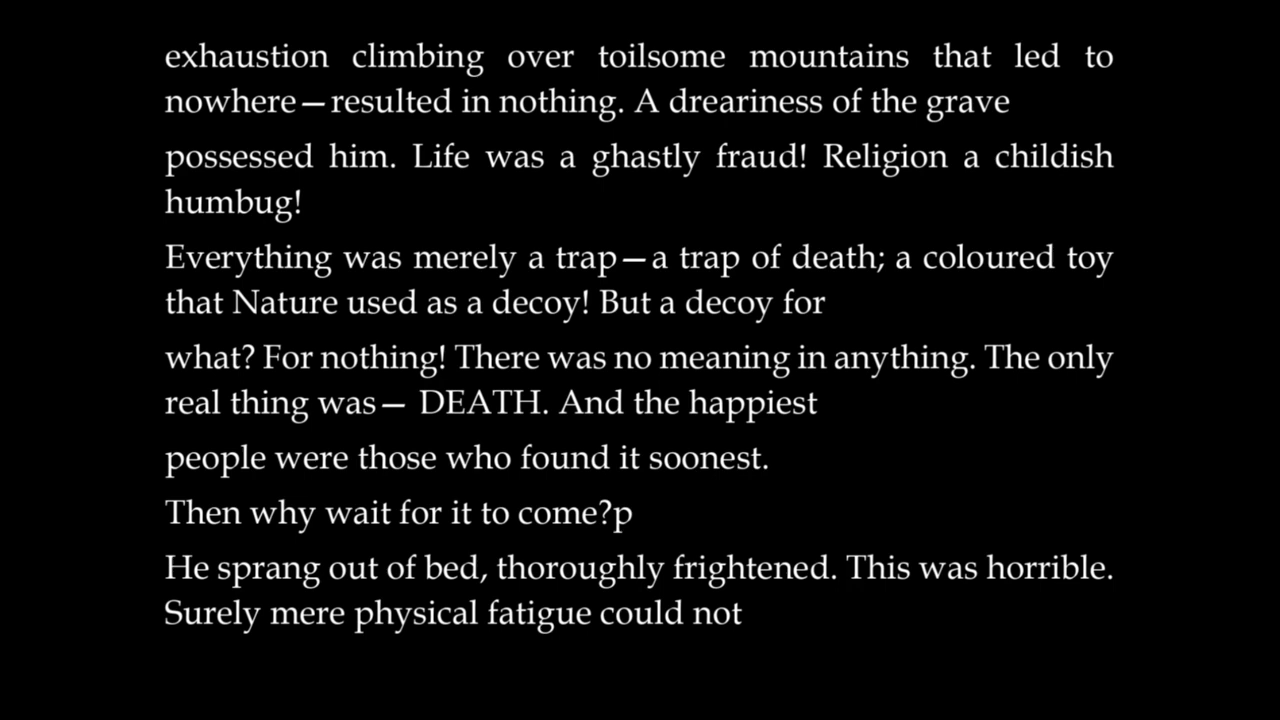 exhaustion climbing over toilsome mountains that led to
nowhere—resulted in nothing. A dreariness of the grave
possessed him. Life was a ghastly fraud! Religion a childish
humbug!
Everything was merely a trap—a trap of death; a coloured toy
that Nature used as a decoy! But a decoy for
what? For nothing! There was no meaning in anything. The only
real thing was— DEATH. And the happiest
people were those who found it soonest.
Then why wait for it to come?p
He sprang out of bed, thoroughly frightened. This was horrible.
Surely mere physical fatigue could not